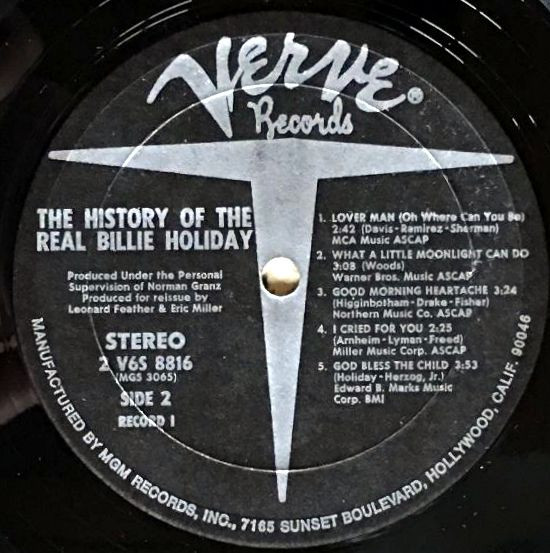 Verve®
Records
THE HISTORY OF THE
REAL BILLIE HOLIDAY
Produced Under the Personal
Supervision of Norman Granz
Produced for reissue by
Leonard Feather & Eric Miller
STEREO
2 V6S 8816
(MGS 3065)
SIDE 2
RECORD 1
1. LOVER MAN (Oh Where Can You Be)
2:42 (Davis-Ramirez-Sherman)
MCA Music ASCAP
2. WHAT A LITTLE MOONLIGHT CAN DO
3:08 (Woods)
Warner Bros. Music ASCAP
3. GOOD MORNING HEARTACHE 3:24
(Higginbotham-Drake-Fisher)
Northern Music Co. ASCAP
4. I CRIED FOR YOU 2:25
(Arnheim-Lyman-Freed)
Miller Music Corp. ASCAP
5. GOD BLESS THE CHILD 3:53
(Holiday-Herzog, Jr.)
Edward B. Marks Music
Corp. BMI
MANUFACTURED BY MGM RECORDS, INC., 7165 SUNSET BOULEVARD, HOLLYWOOD, CALIF. 90046